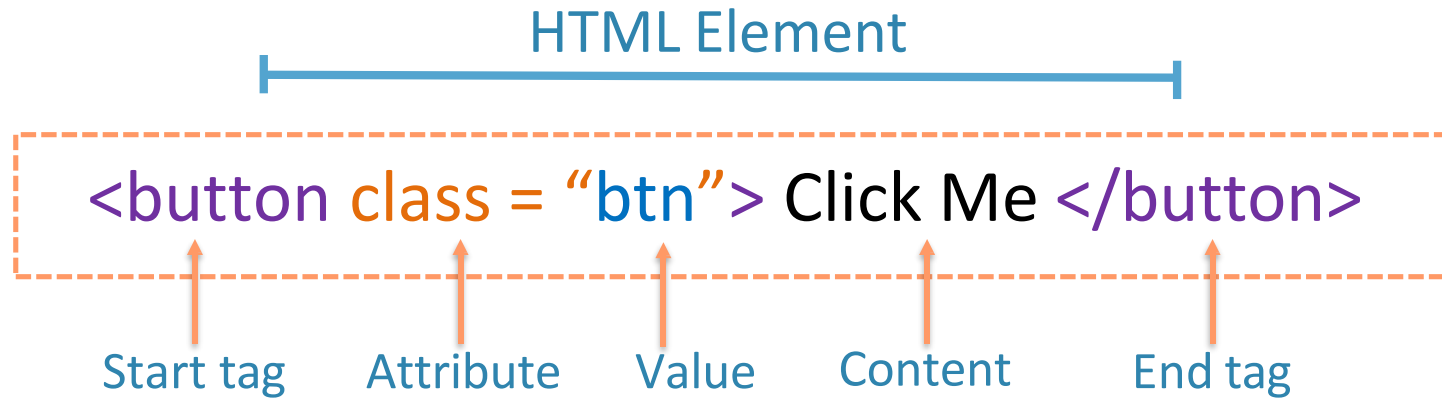 HTML Element
<button class = “btn”> Click Me </button>
Start tag Attribute Value Content End tag